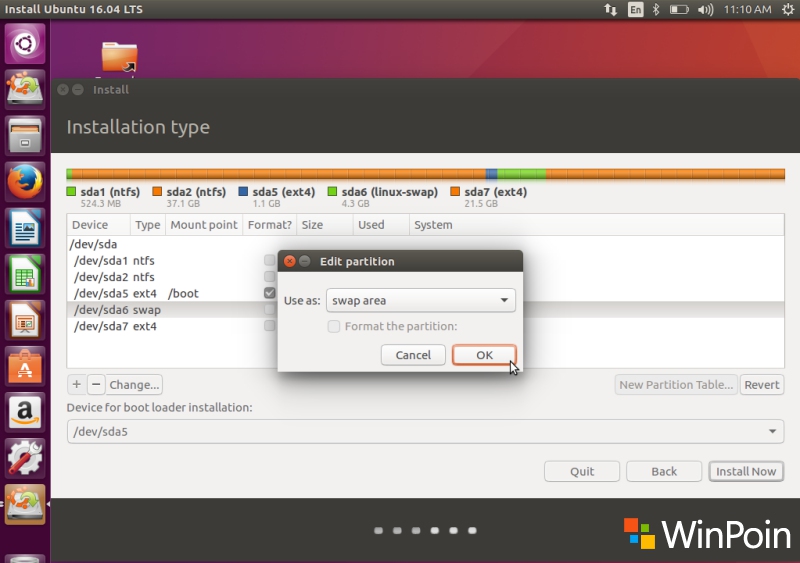 Install Ubuntu 16.04 LTS
En
11:10 AM
Install
Installation type
sda1 (ntfs) sda2 (ntfs) sda5 (ext4) sda6 (linux-swap) sda7 (ext4)
524.3 MB 37.1 GB 1.1 GB 4.3 GB 21.5 GB
Device Type Mount point Format? Size Used System
/dev/sda
/dev/sda1 ntfs
/dev/sda2 ntfs
/dev/sda5 ext4 /boot
/dev/sda6 swap
/dev/sda7 ext4
Edit partition
Use as: swap area
Format the partition:
Cancel OK
+ − Change... New Partition Table... Revert
Device for boot loader installation:
/dev/sda5
Quit Back Install Now
WinPoin